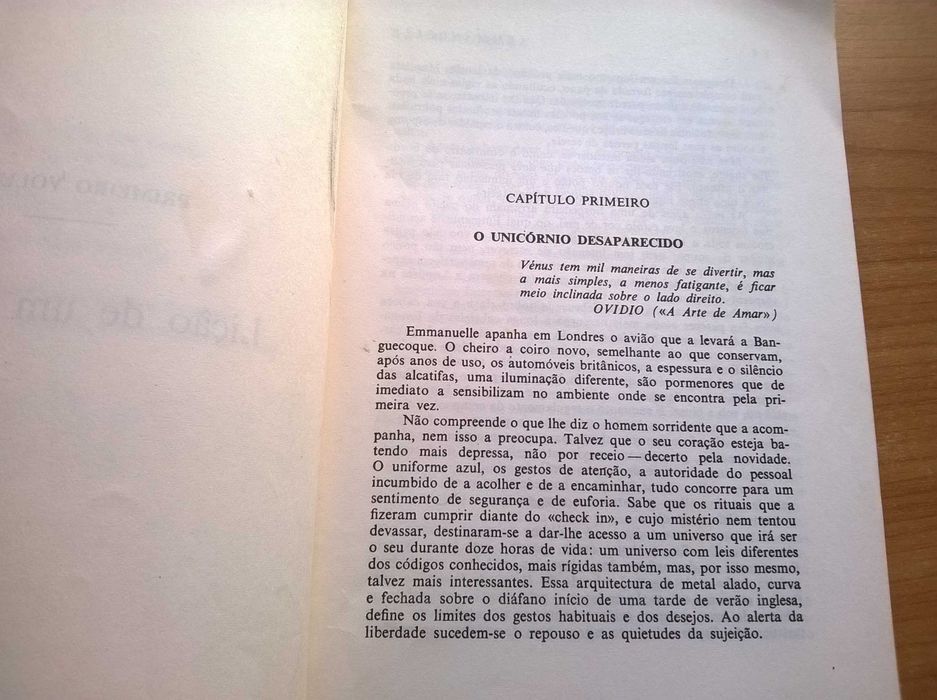 CAPÍTULO PRIMEIRO
O UNICÓRNIO DESAPARECIDO
Vénus tem mil maneiras de se divertir, mas
a mais simples, a menos fatigante, é ficar
meio inclinada sobre o lado direito.
OVIDIO («A Arte de Amar»)
Emmanuelle apanha em Londres o avião que a levará a Ban-
guecoque. O cheiro a coiro novo, semelhante ao que conservam,
após anos de uso, os automóveis britânicos, a espessura e o silêncio
das alcatifas, uma iluminação diferente, são pormenores que de
imediato a sensibilizam no ambiente onde se encontra pela pri-
meira vez.
Não compreende o que lhe diz o homem sorridente que a acom-
panha, nem isso a preocupa. Talvez que o seu coração esteja ba-
tendo mais depressa, não por receio — decerto pela novidade.
O uniforme azul, os gestos de atenção, a autoridade do pessoal
incumbido de a acolher e de a encaminhar, tudo concorre para um
sentimento de segurança e de euforia. Sabe que os rituais que a
fizeram cumprir diante do «check in», e cujo mistério nem tentou
devassar, destinaram-se a dar-lhe acesso a um universo que irá ser
o seu durante doze horas de vida: um universo com leis diferentes
dos códigos conhecidos, mais rígidas também, mas, por isso mesmo,
talvez mais interessantes. Essa arquitectura de metal alado, curva
e fechada sobre o diáfano início de uma tarde de verão inglesa,
define os limites dos gestos habituais e dos desejos. Ao alerta da
liberdade sucedem-se o repouso e as quietudes da sujeição.